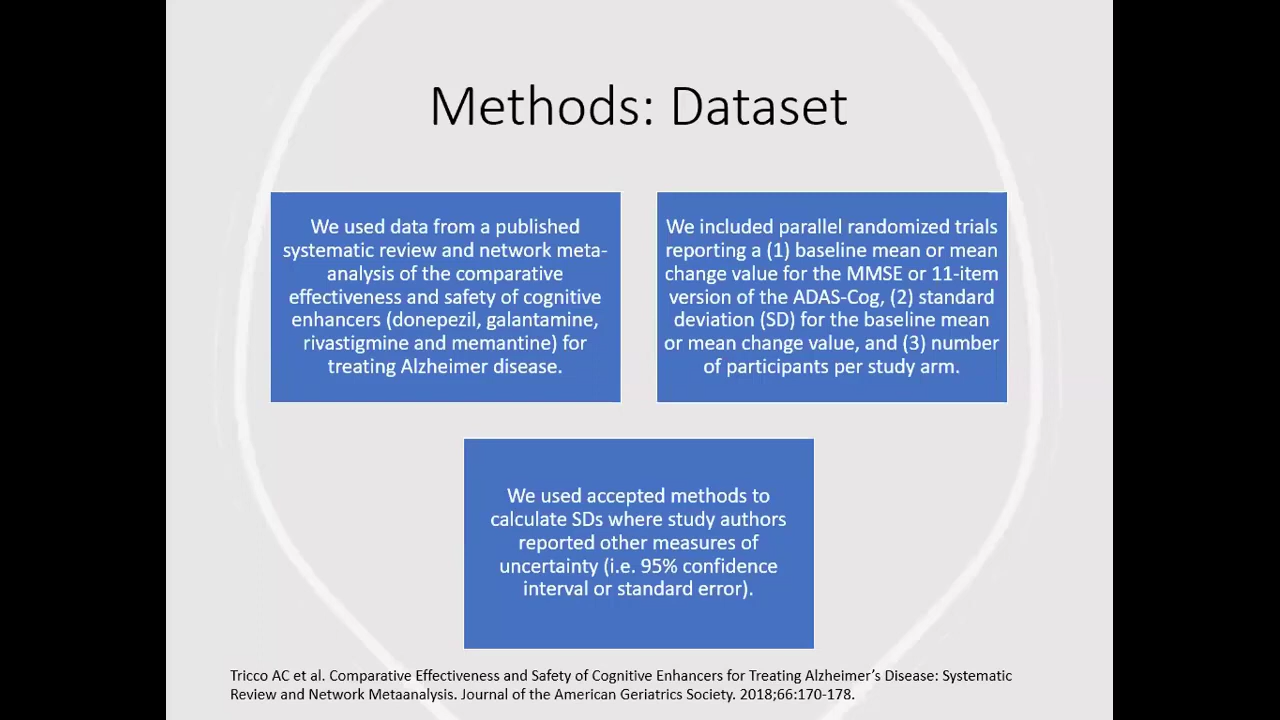 Methods: Dataset
We used data from a published
systematic review and network meta-
analysis of the comparative
effectiveness and safety of cognitive
enhancers (donepezil, galantamine,
rivastigmine and memantine) for
treating Alzheimer disease.
We included parallel randomized trials
reporting a (1) baseline mean or mean
change value for the MMSE or 11-item
version of the ADAS-Cog, (2) standard
deviation (SD) for the baseline mean
or mean change value, and (3) number
of participants per study arm.
We used accepted methods to
calculate SDs where study authors
reported other measures of
uncertainty (i.e. 95% confidence
interval or standard error).
Tricco AC et al. Comparative Effectiveness and Safety of Cognitive Enhancers for Treating Alzheimer's Disease: Systematic
Review and Network Metaanalysis. Journal of the American Geriatrics Society. 2018;66:170-178.